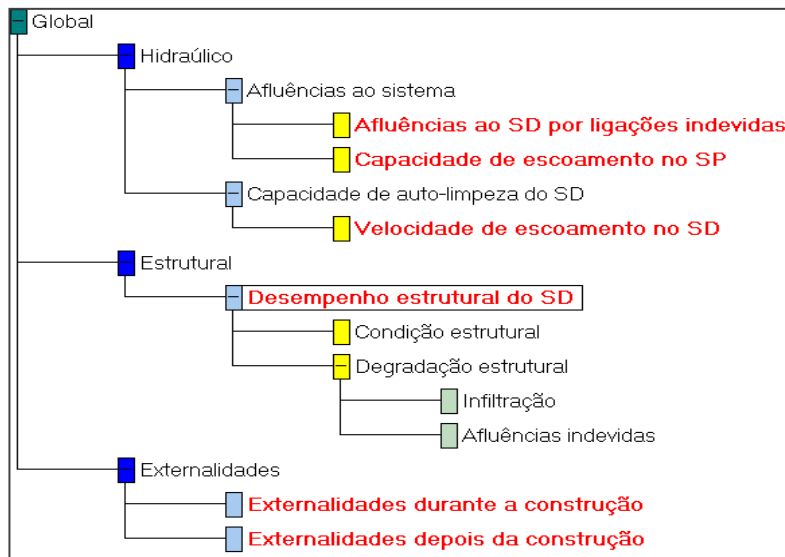 Global
Hidraúlico
Afluências ao sistema
Afluências ao SD por ligações indevidas
Capacidade de escoamento no SP
Capacidade de auto-limpeza do SD
Velocidade de escoamento no SD
Estrutural
Desempenho estrutural do SD
Condição estrutural
Degradação estrutural
Infiltração
Afluências indevidas
Externalidades
Externalidades durante a construção
Externalidades depois da construção